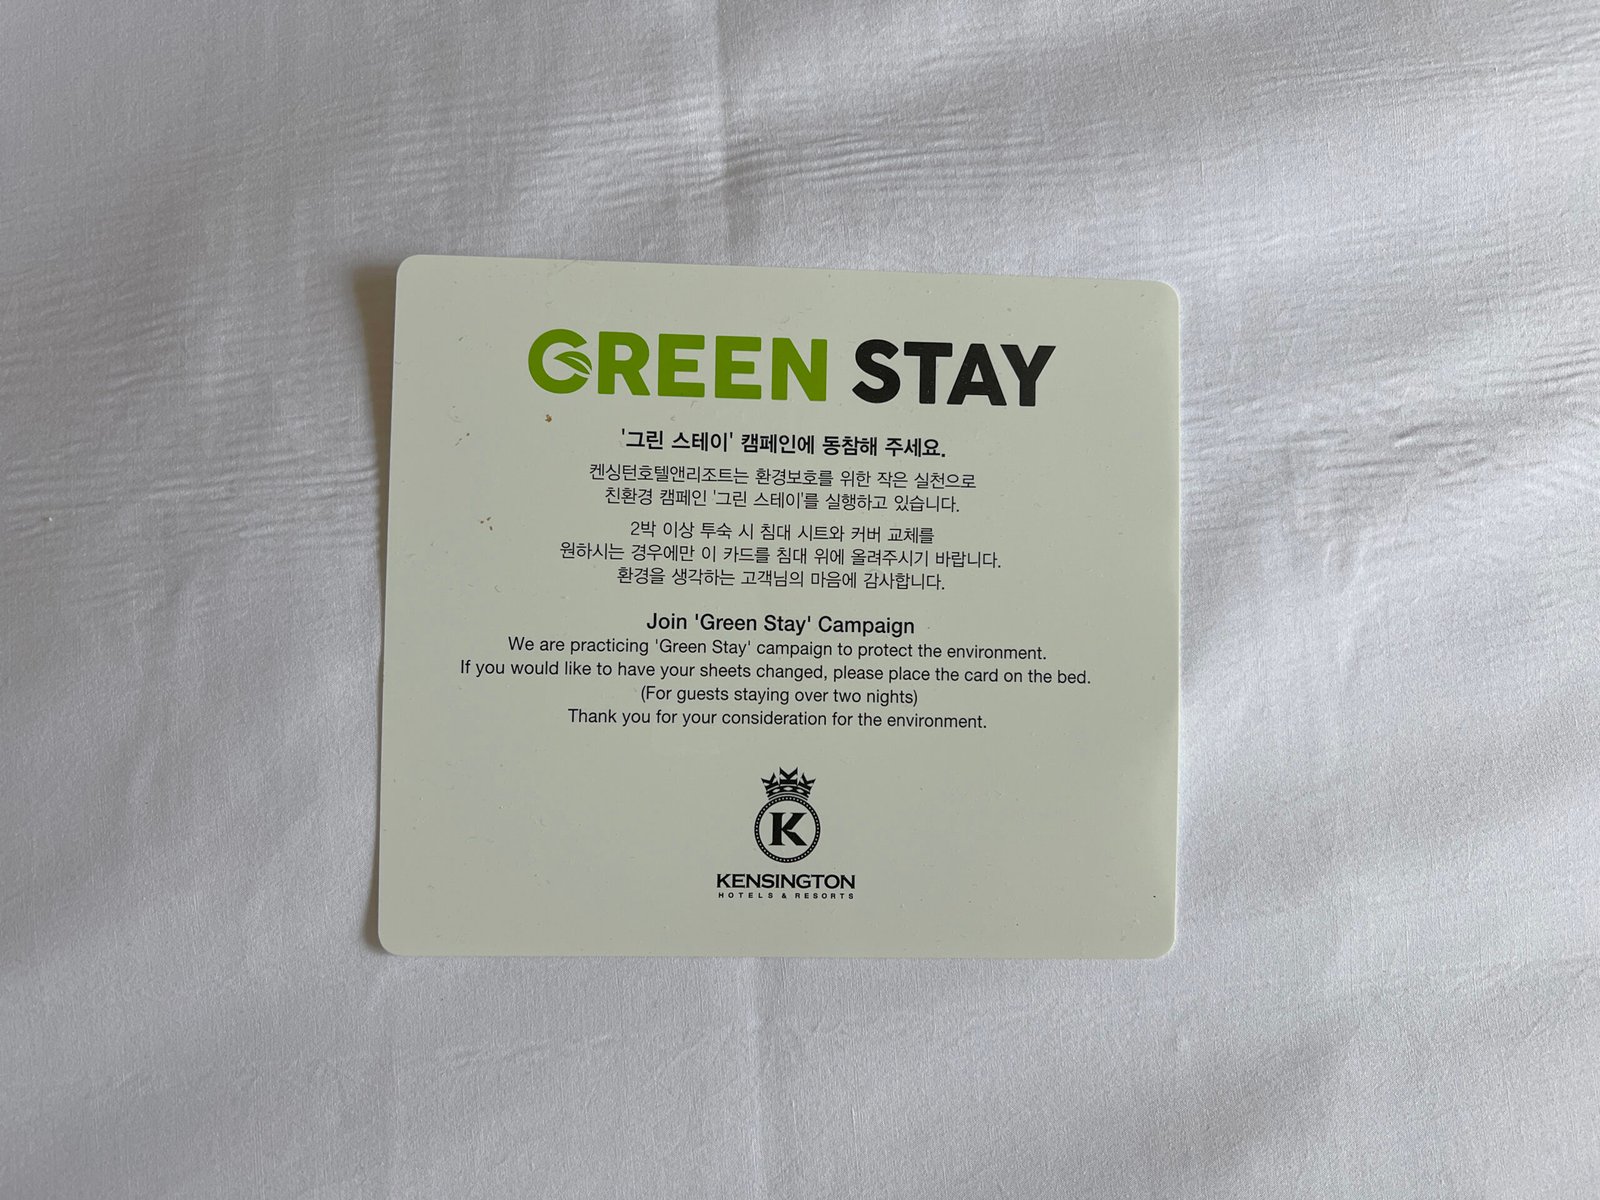 GREEN STAY
'그린 스테이' 캠페인에 동참해 주세요.
켄싱턴호텔앤리조트는 환경보호를 위한 작은 실천으로
친환경 캠페인 '그린 스테이'를 실행하고 있습니다.
2박 이상 투숙 시 침대 시트와 커버 교체를
원하시는 경우에만 이 카드를 침대 위에 올려주시기 바랍니다.
환경을 생각하는 고객님의 마음에 감사합니다.
Join 'Green Stay' Campaign
We are practicing 'Green Stay' campaign to protect the environment.
If you would like to have your sheets changed, please place the card on the bed.
(For guests staying over two nights)
Thank you for your consideration for the environment.
K
KENSINGTON
HOTELS & RESORTS